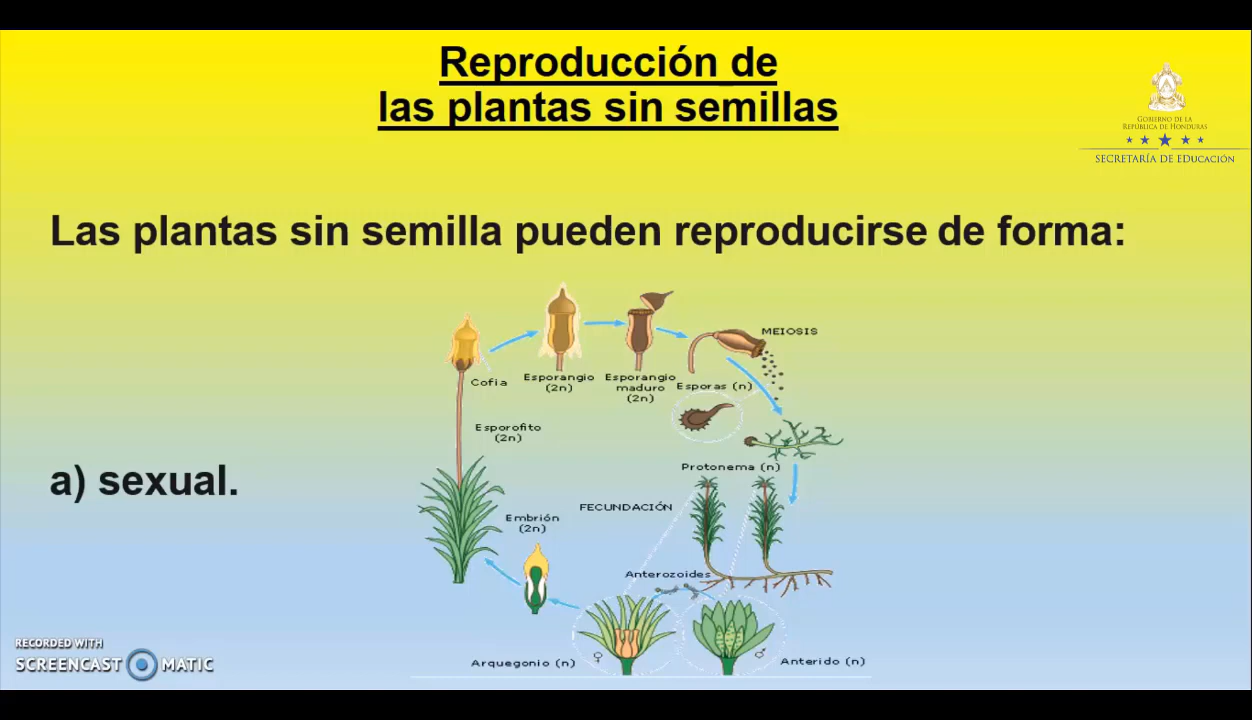 Reproducción de
las plantas sin semillas
GOBIERNO DE LA
REPÚBLICA DE HONDURAS
SECRETARÍA DE EDUCACIÓN
Las plantas sin semilla pueden reproducirse de forma:
MEIOSIS
Cofia
Esporangio
(2n)
Esporangio
maduro
(2n)
Esporas (n)
Esporofito
(2n)
Protonema (n)
a) sexual.
FECUNDACIÓN
Embrión
(2n)
Anterozoides
Arquegonio (n)
♀
♂
Anterido (n)
RECORDED WITH
SCREENCAST MATIC